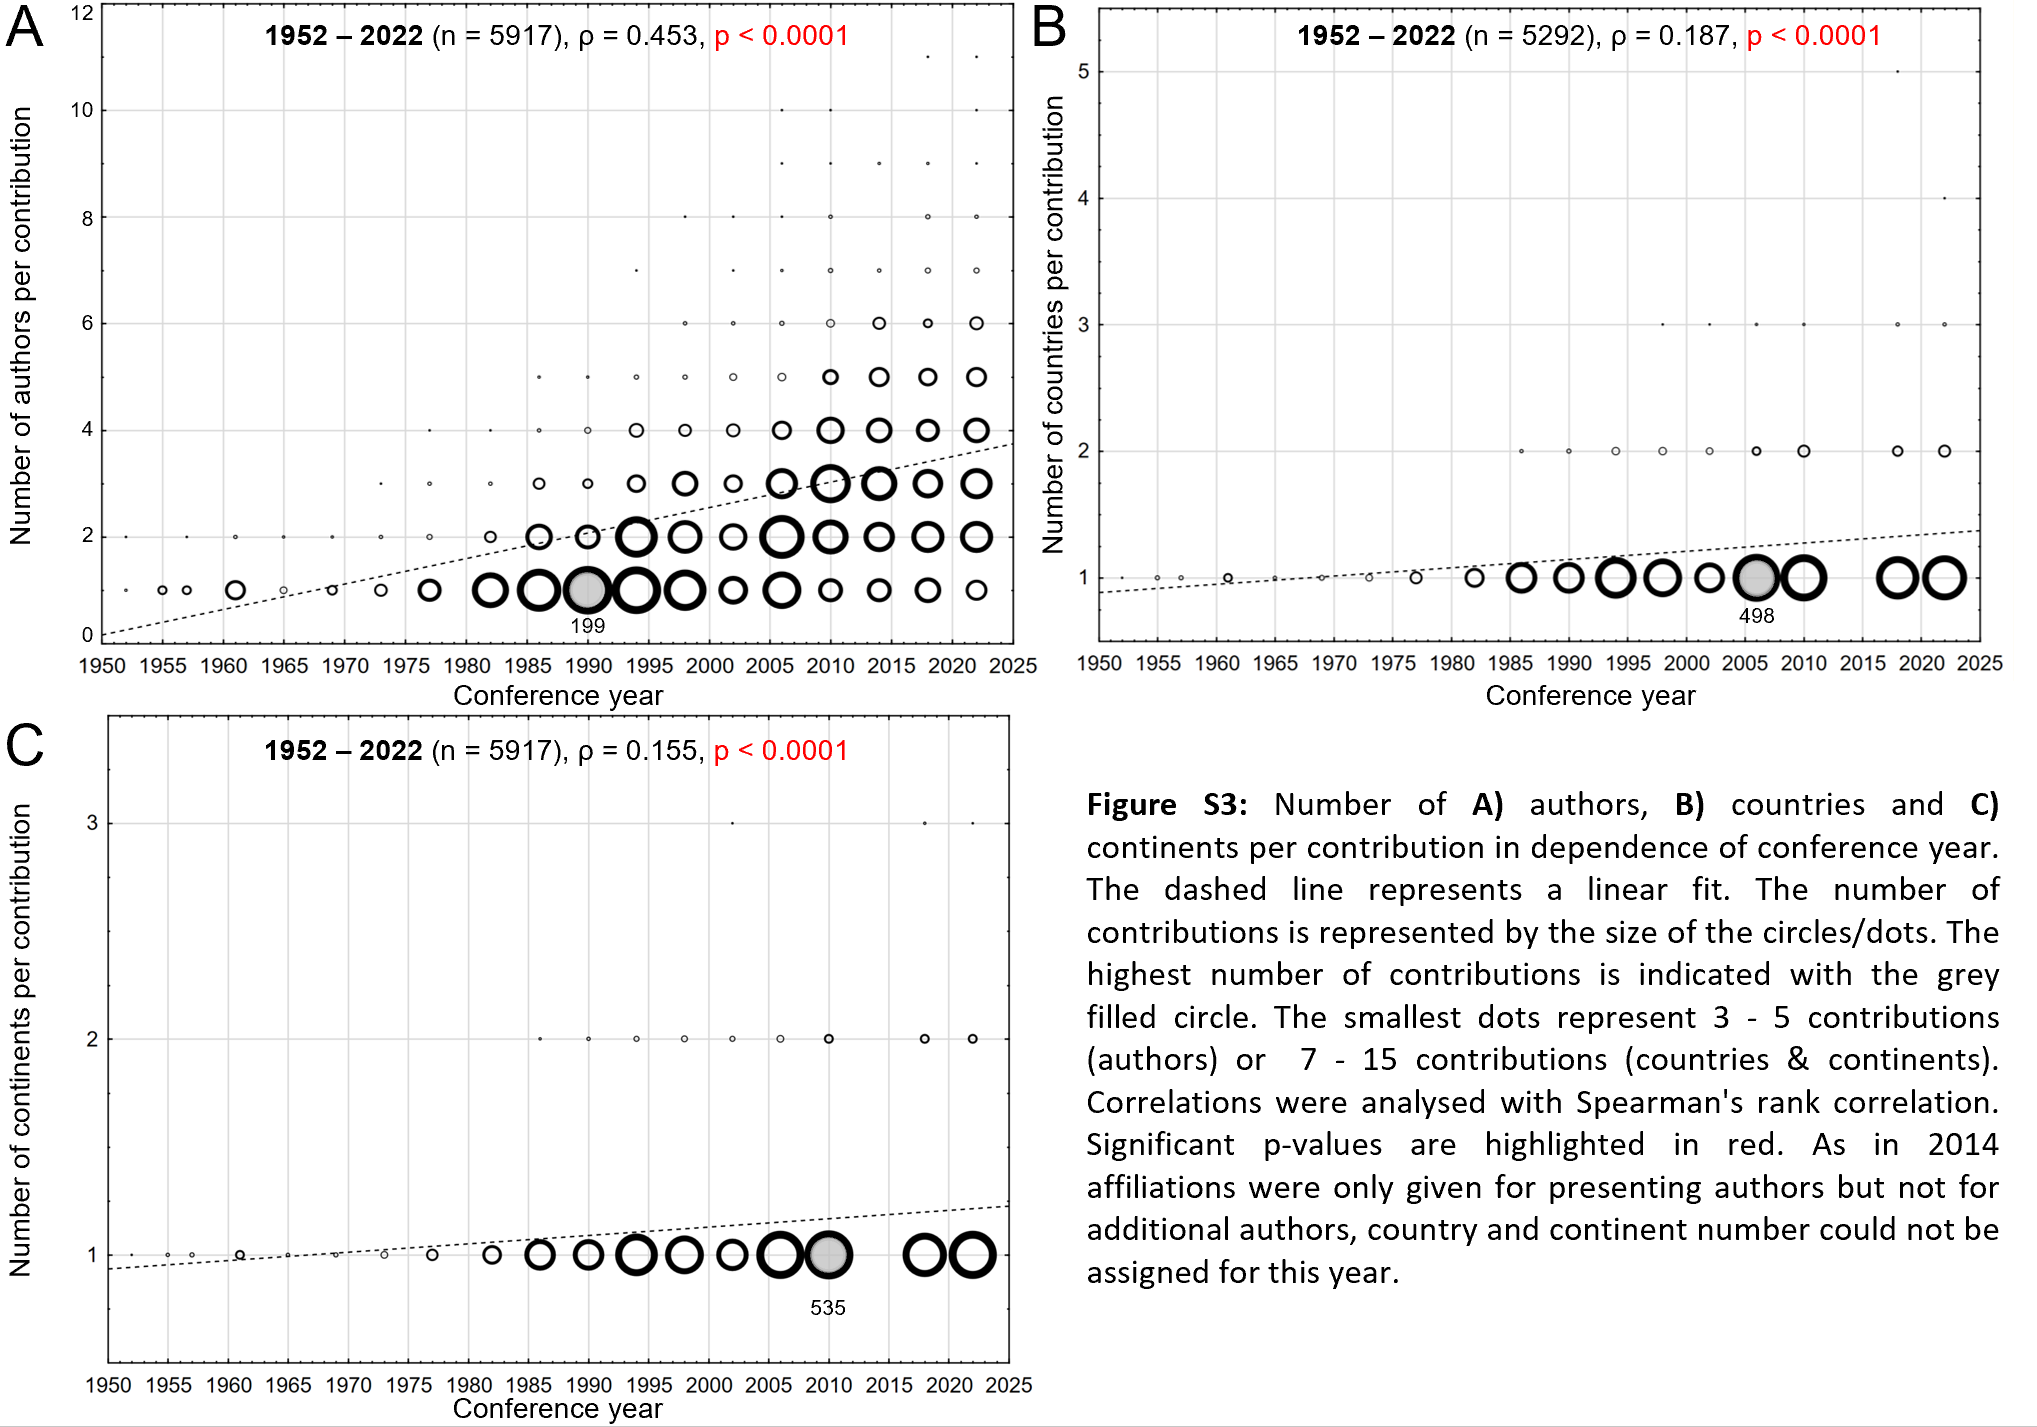 A
1952 – 2022 (n = 5917), ρ = 0.453, p < 0.0001
Number of authors per contribution
12
10
8
6
4
2
0
199
1950 1955 1960 1965 1970 1975 1980 1985 1990 1995 2000 2005 2010 2015 2020 2025
Conference year
B
1952 – 2022 (n = 5292), ρ = 0.187, p < 0.0001
Number of countries per contribution
5
4
3
2
1
498
1950 1955 1960 1965 1970 1975 1980 1985 1990 1995 2000 2005 2010 2015 2020 2025
Conference year
C
1952 – 2022 (n = 5917), ρ = 0.155, p < 0.0001
Number of continents per contribution
3
2
1
535
1950 1955 1960 1965 1970 1975 1980 1985 1990 1995 2000 2005 2010 2015 2020 2025
Conference year
Figure S3: Number of A) authors, B) countries and C)
continents per contribution in dependence of conference year.
The dashed line represents a linear fit. The number of
contributions is represented by the size of the circles/dots. The
highest number of contributions is indicated with the grey
filled circle. The smallest dots represent 3 - 5 contributions
(authors) or 7 - 15 contributions (countries & continents).
Correlations were analysed with Spearman's rank correlation.
Significant p-values are highlighted in red. As in 2014
affiliations were only given for presenting authors but not for
additional authors, country and continent number could not be
assigned for this year.